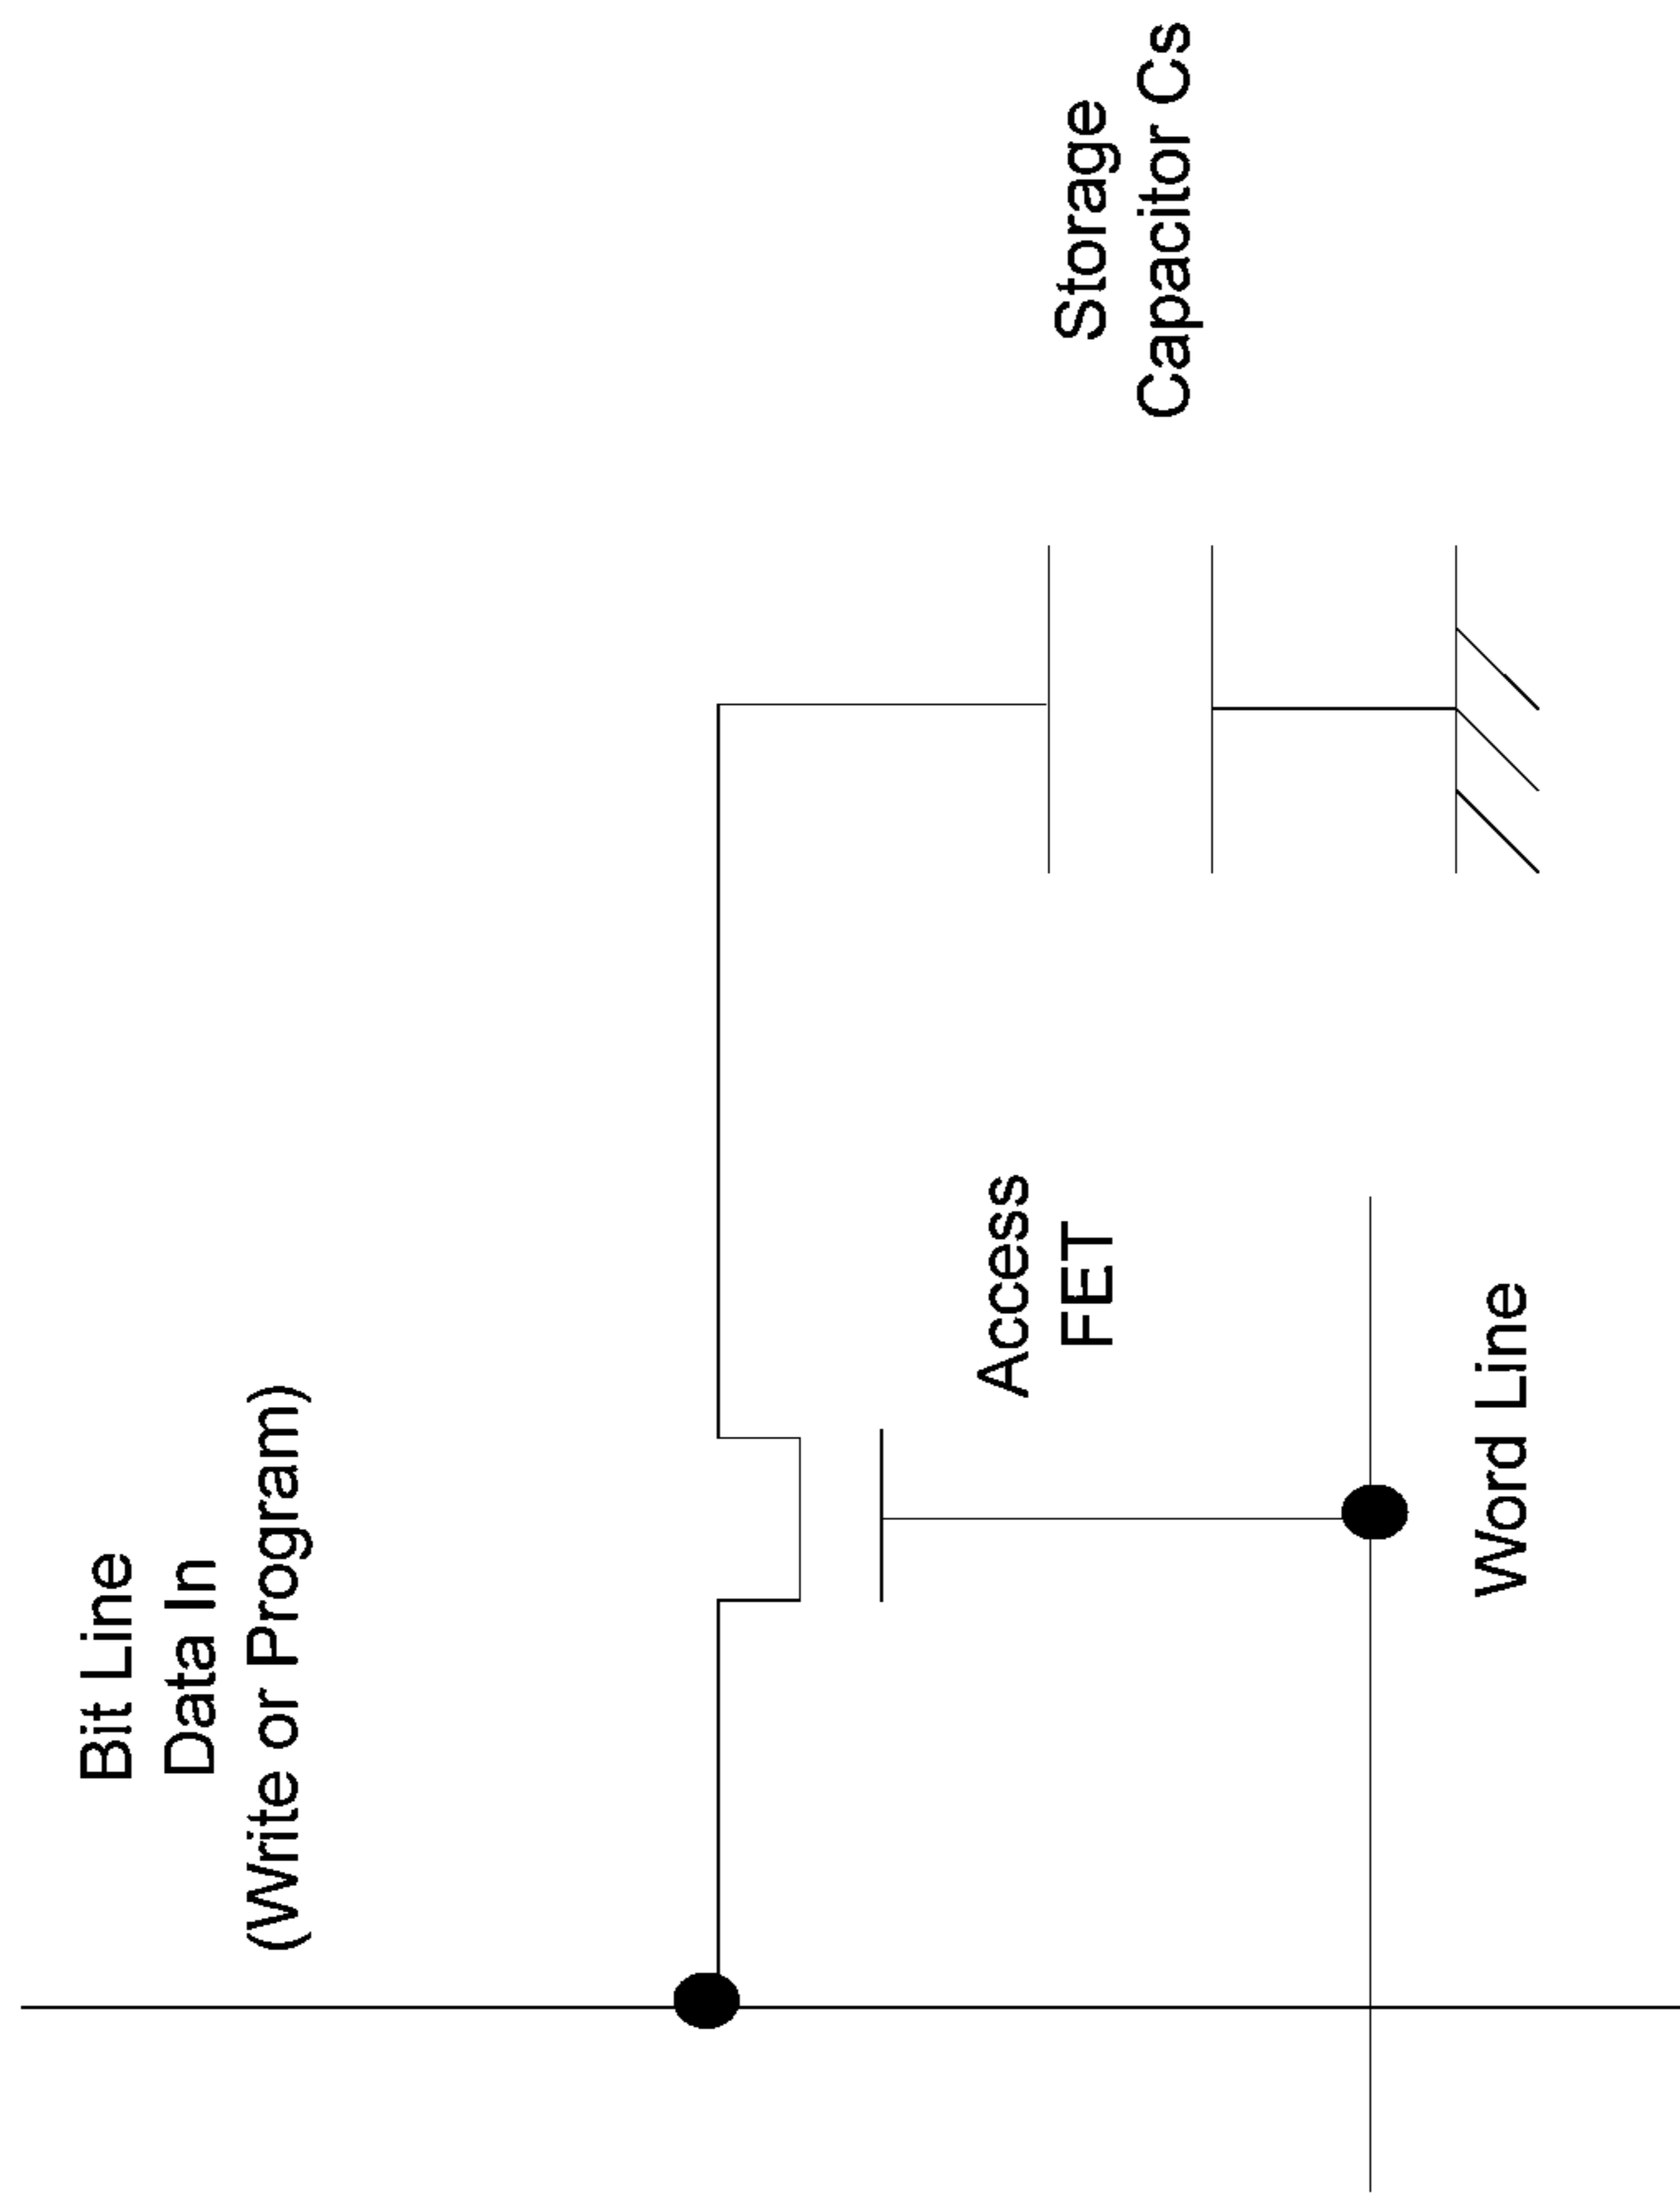 Bit Line
Data In
(Write or Program)
Storage
Capacitor Cs
Access
FET
Word Line